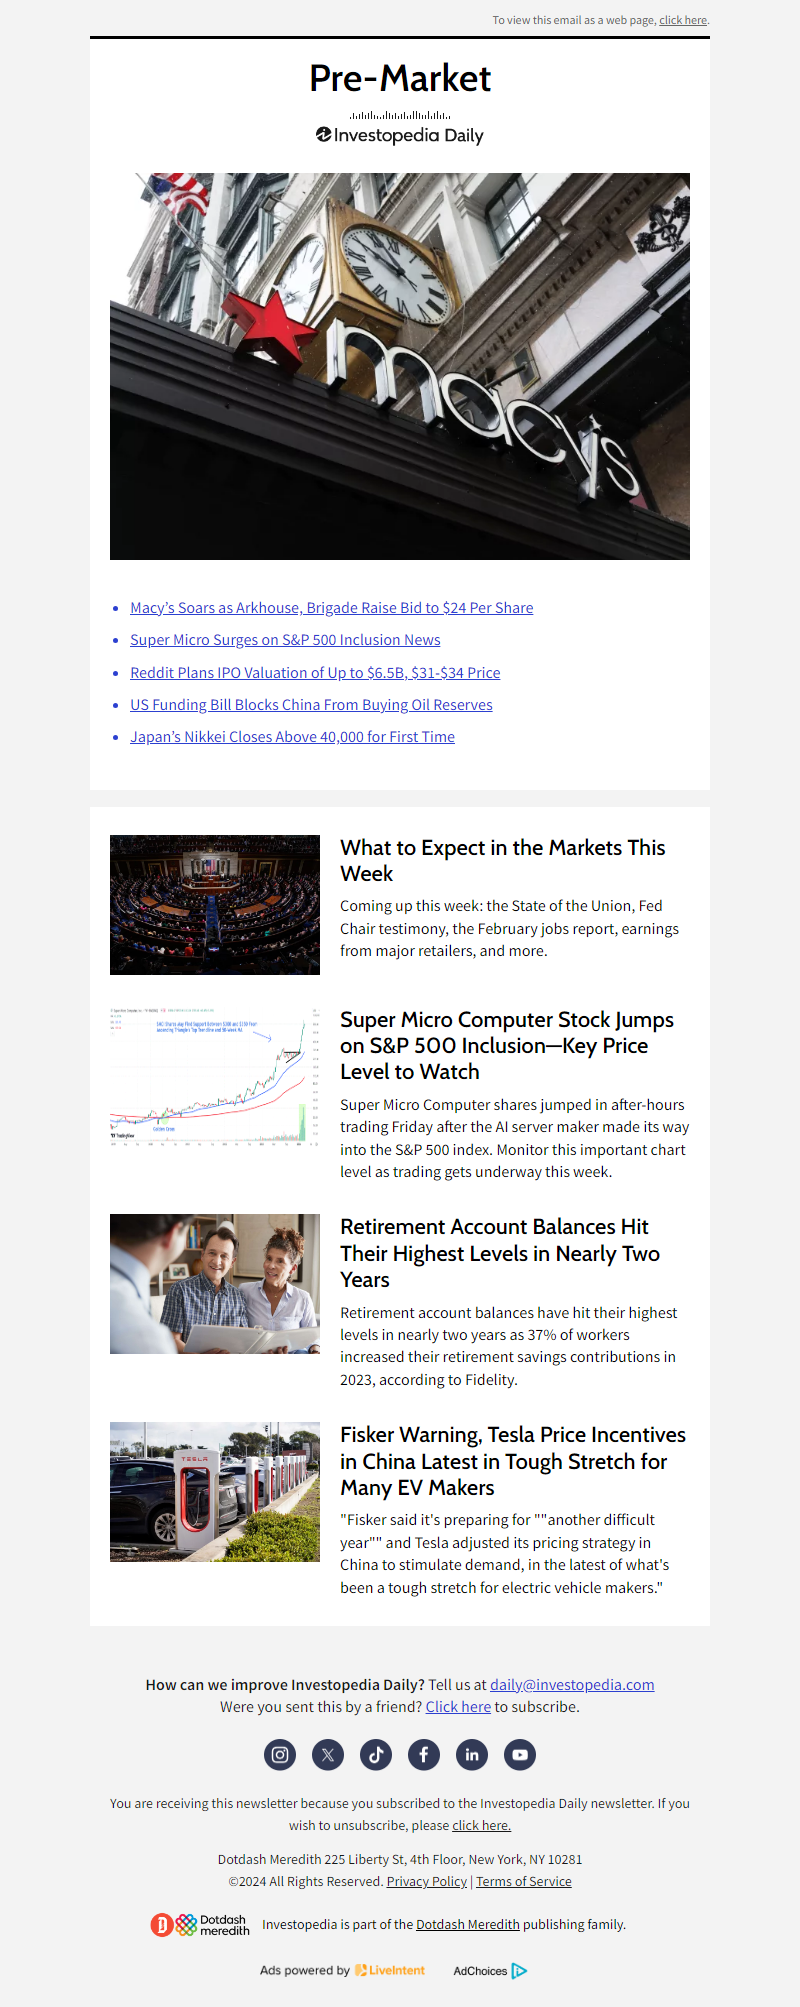 To view this email as a web page, click here.
Pre-Market
Investopedia Daily
macy's
Macy's Soars as Arkhouse, Brigade Raise Bid to $24 Per Share
Super Micro Surges on S&P 500 Inclusion News
Reddit Plans IPO Valuation of Up to $6.5B, $31-$34 Price
US Funding Bill Blocks China From Buying Oil Reserves
Japan's Nikkei Closes Above 40,000 for First Time
What to Expect in the Markets This
Week
Coming up this week: the State of the Union, Fed
Chair testimony, the February jobs report, earnings
from major retailers, and more.
Golden Cross
TradingView
Super Micro Computer Stock Jumps
on S&P 500 Inclusion—Key Price
Level to Watch
Super Micro Computer shares jumped in after-hours
trading Friday after the AI server maker made its way
into the S&P 500 index. Monitor this important chart
level as trading gets underway this week.
Retirement Account Balances Hit
Their Highest Levels in Nearly Two
Years
Retirement account balances have hit their highest
levels in nearly two years as 37% of workers
increased their retirement savings contributions in
2023, according to Fidelity.
TESLA
Fisker Warning, Tesla Price Incentives
in China Latest in Tough Stretch for
Many EV Makers
"Fisker said it's preparing for ""another difficult
year"" and Tesla adjusted its pricing strategy in
China to stimulate demand, in the latest of what's
been a tough stretch for electric vehicle makers."
How can we improve Investopedia Daily? Tell us at daily@investopedia.com
Were you sent this by a friend? Click here to subscribe.
You are receiving this newsletter because you subscribed to the Investopedia Daily newsletter. If you
wish to unsubscribe, please click here.
Dotdash Meredith 225 Liberty St, 4th Floor, New York, NY 10281
©2024 All Rights Reserved. Privacy Policy | Terms of Service
Dotdash
meredith
Investopedia is part of the Dotdash Meredith publishing family.
Ads powered by LiveIntent
AdChoices